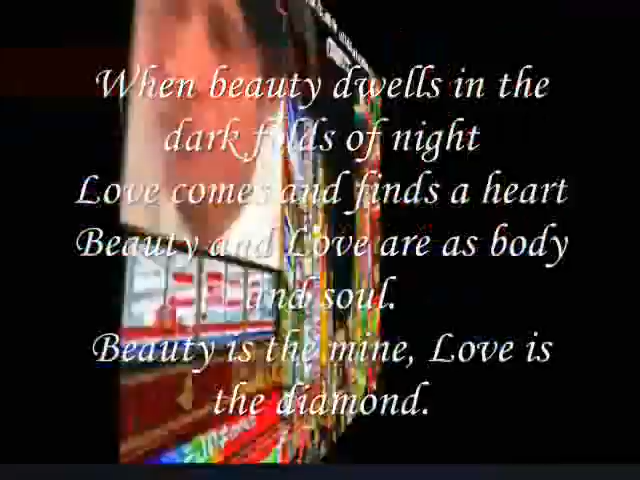 When beauty dwells in the
dark folds of night
Love comes and finds a heart
Beauty and Love are as body
and soul.
Beauty is the mine, Love is
the diamond.